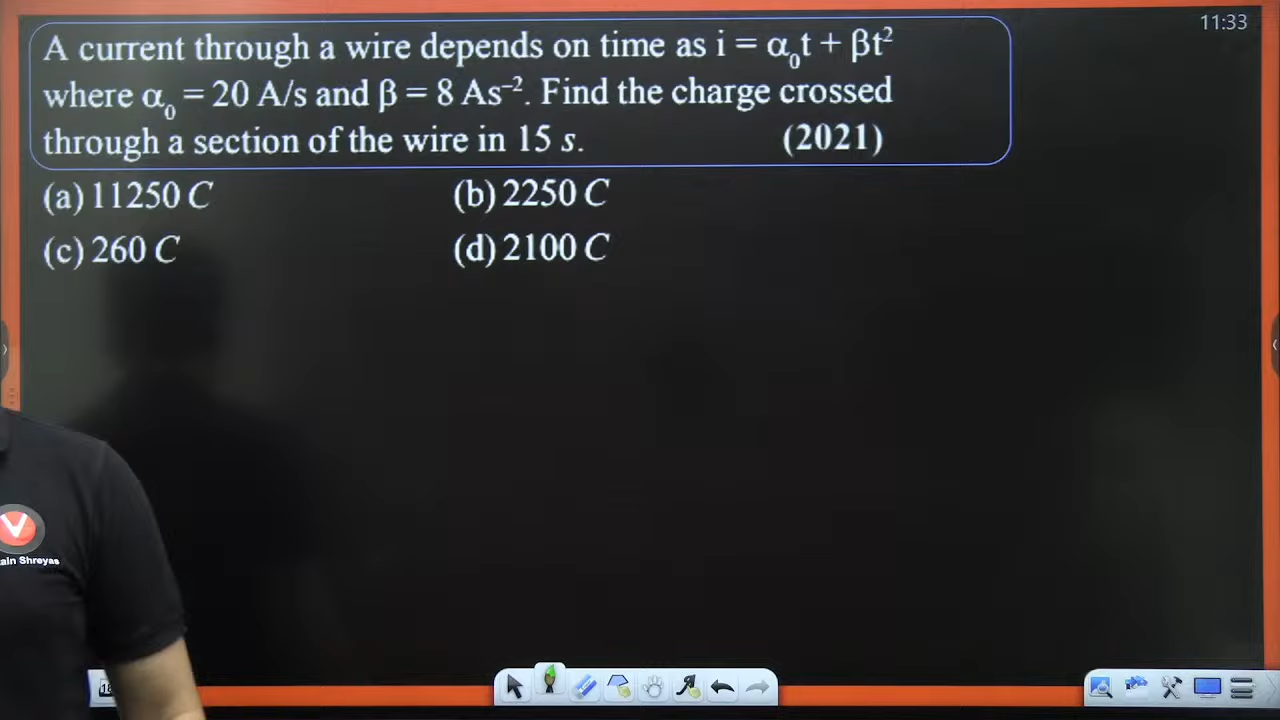 11:33
A current through a wire depends on time as i = α₀t + βt²
where α₀ = 20 A/s and β = 8 As⁻². Find the charge crossed
through a section of the wire in 15 s. (2021)
(a) 11250 C (b) 2250 C
(c) 260 C (d) 2100 C
V
ain Shreyas